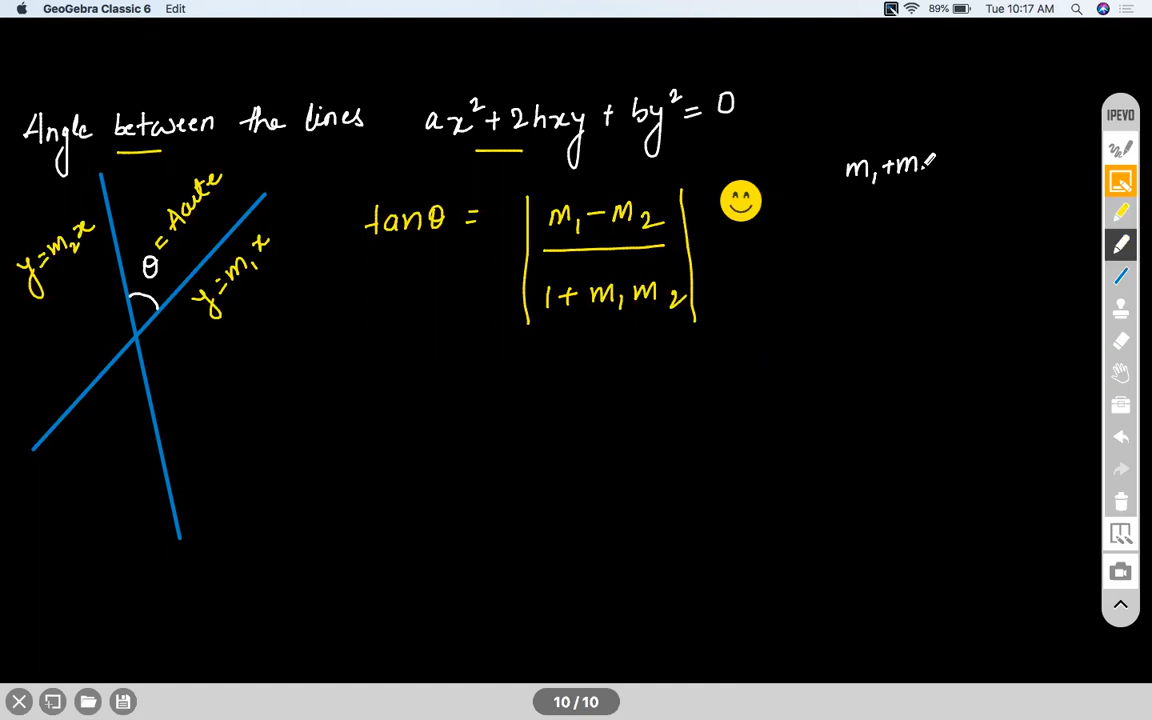 GeoGebra Classic 6 Edit 89% Tue 10:17 AM
Angle between the lines ax² + 2hxy + by² = 0
IPEVO
m₁ + m
tanθ = | m₁ - m₂ / 1 + m₁ m₂ |
θ = Acute
y = m₂x
y = m₁x
10 / 10